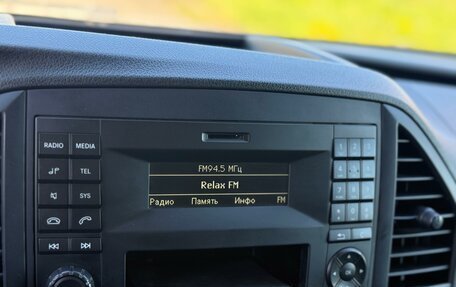 RADIO MEDIA
TEL
SYS
FM94.5 МГц
Relax FM
Радио Память Инфо FM